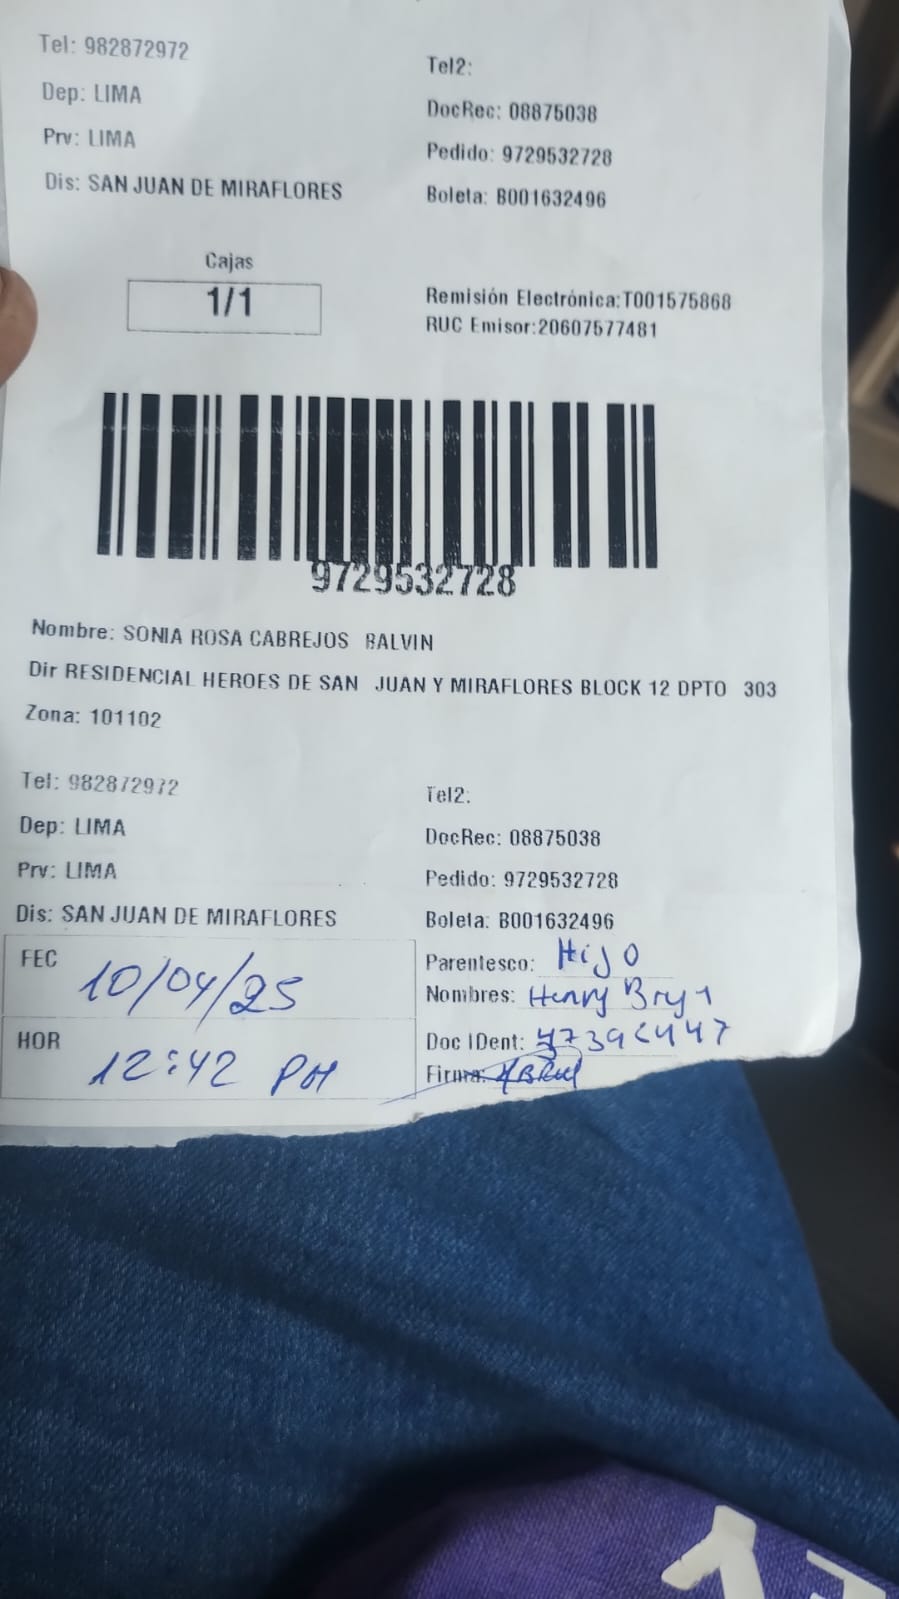 Tel: 982872972
Tel2:
Dep: LIMA
DocRec: 08875038
Prv: LIMA
Pedido: 9729532728
Dis: SAN JUAN DE MIRAFLORES
Boleta: B001632496
Cajas
1/1
Remisión Electrónica:T001575868
RUC Emisor:20607577481
9729532728
Nombre: SONIA ROSA CABREJOS BALVIN
Dir RESIDENCIAL HEROES DE SAN JUAN Y MIRAFLORES BLOCK 12 DPTO 303
Zona: 101102
Tel: 982872972
Tel2:
Dep: LIMA
DocRec: 08875038
Prv: LIMA
Pedido: 9729532728
Dis: SAN JUAN DE MIRAFLORES
Boleta: B001632496
FEC 10/04/25
Parentesco: Hijo
Nombres: Henry
HOR 12:42 PM
Doc IDent:
Firma: